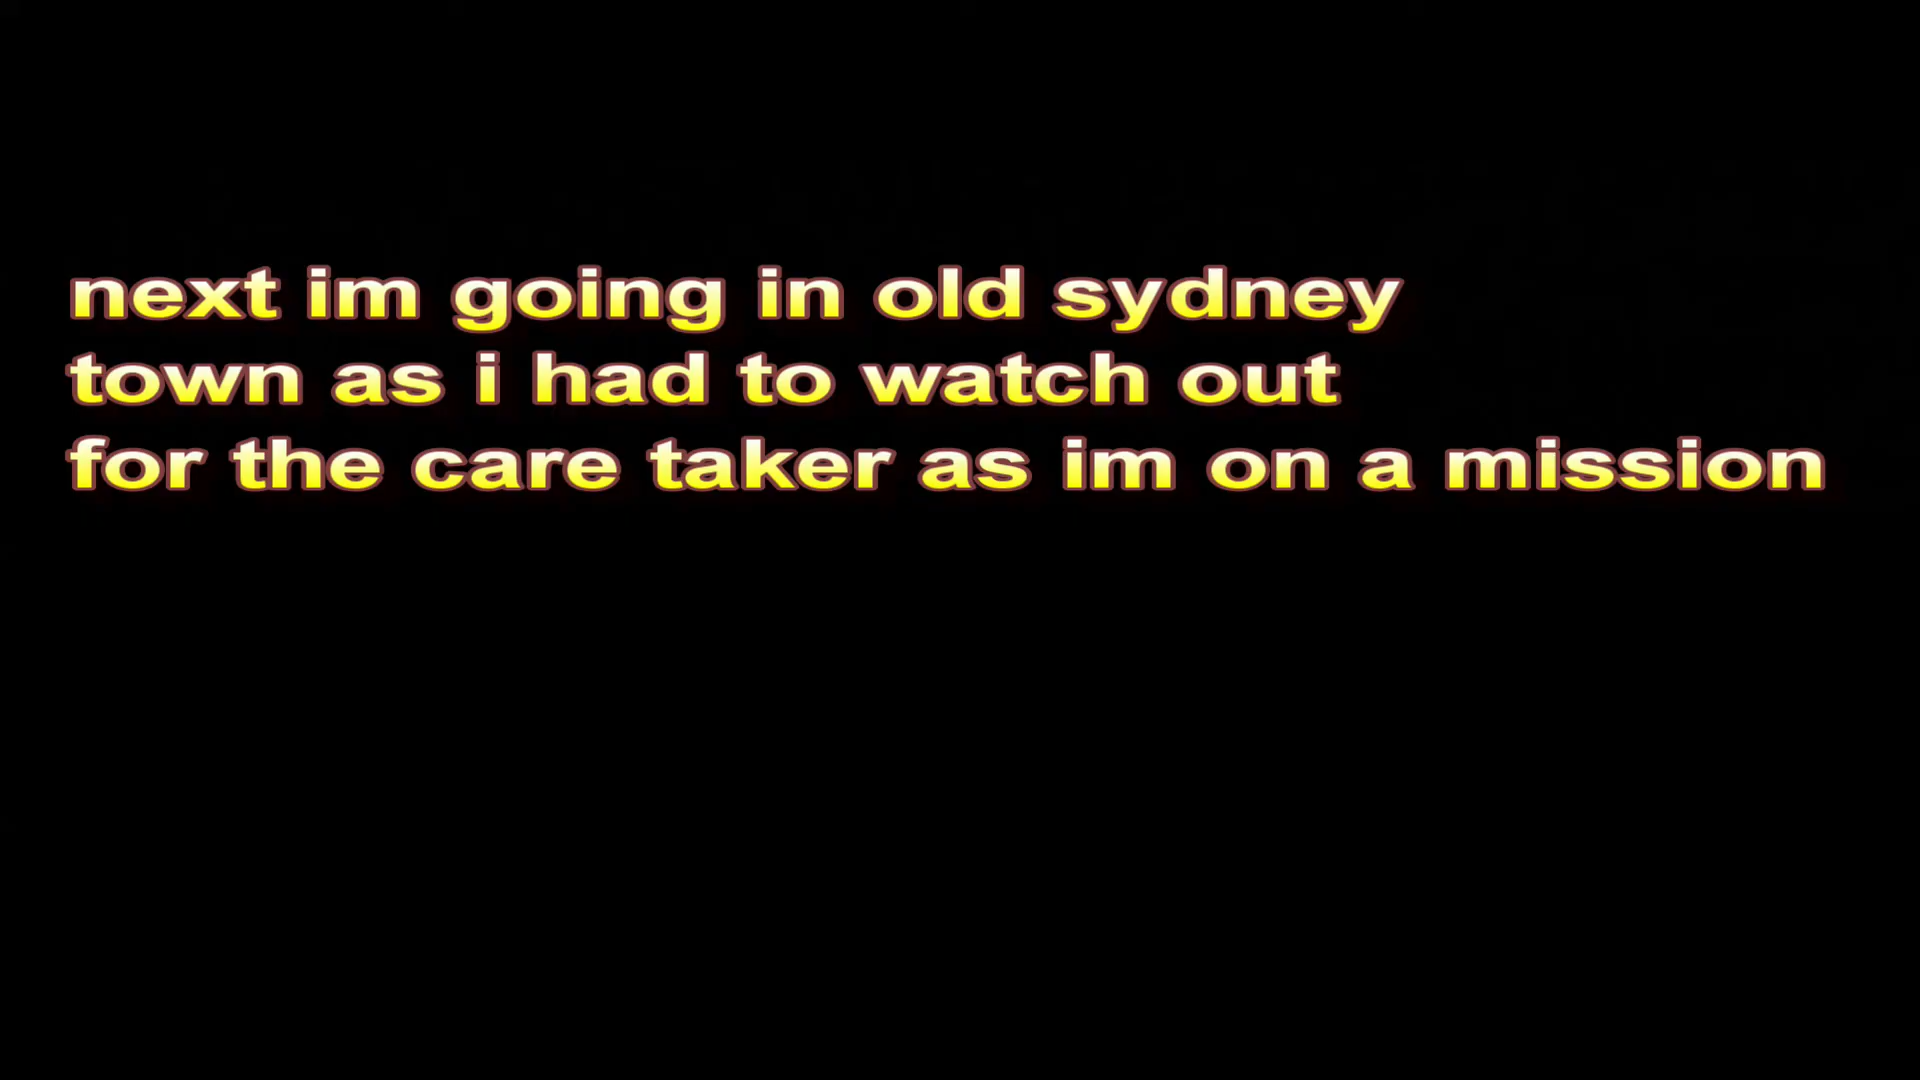 next im going in old sydney
town as i had to watch out
for the care taker as im on a mission